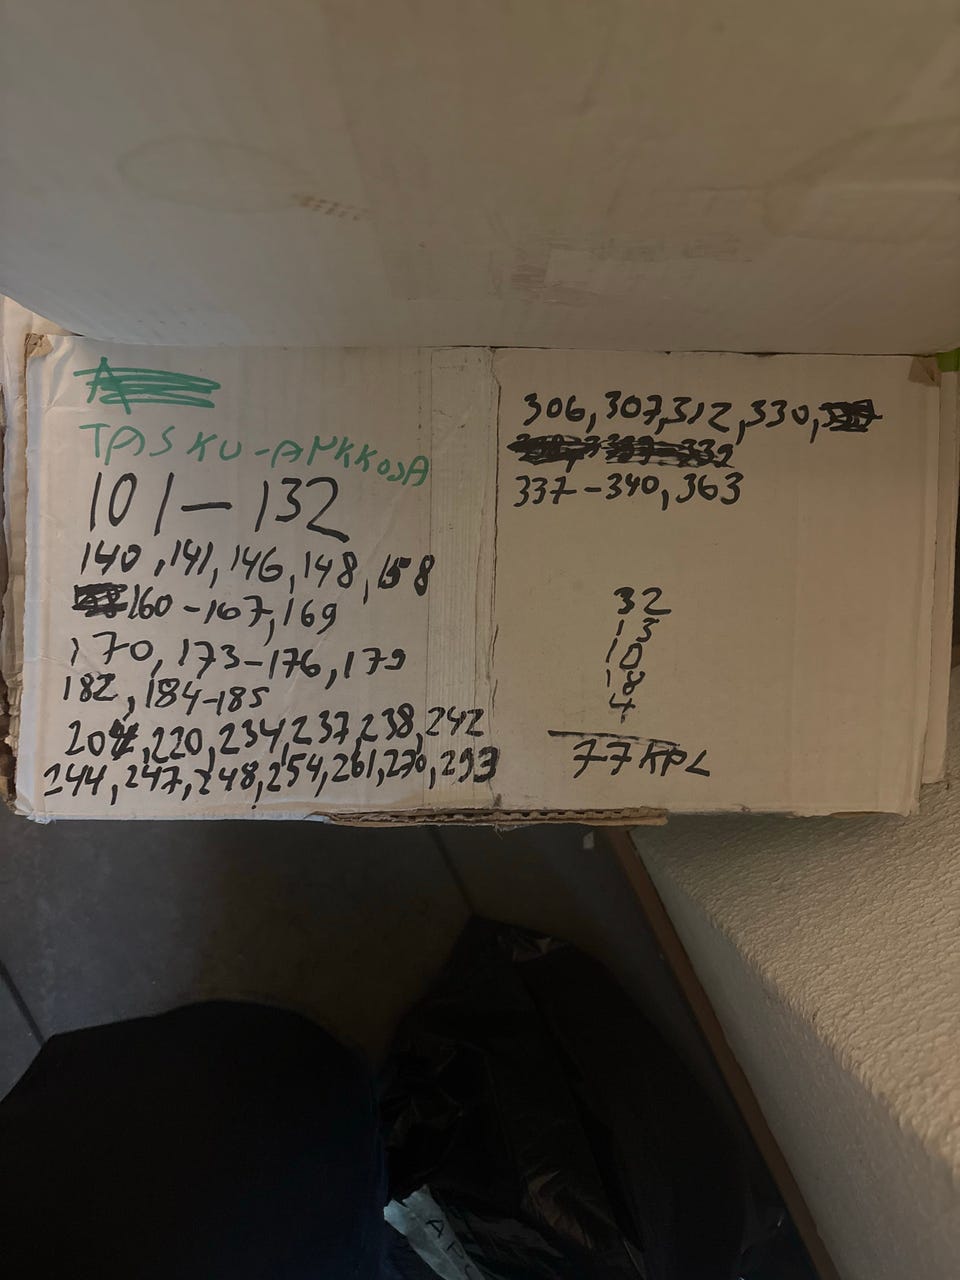 TASKU-ANKKOJA
101-132
140, 141, 146, 148, 158
160-167, 169
170, 173-176, 179
182, 184-185
204, 220, 234, 237, 238, 242
244, 247, 248, 254, 261, 270, 293
306, 307, 312, 330,
337-340, 363
32
13
10
18
4
77 KPL